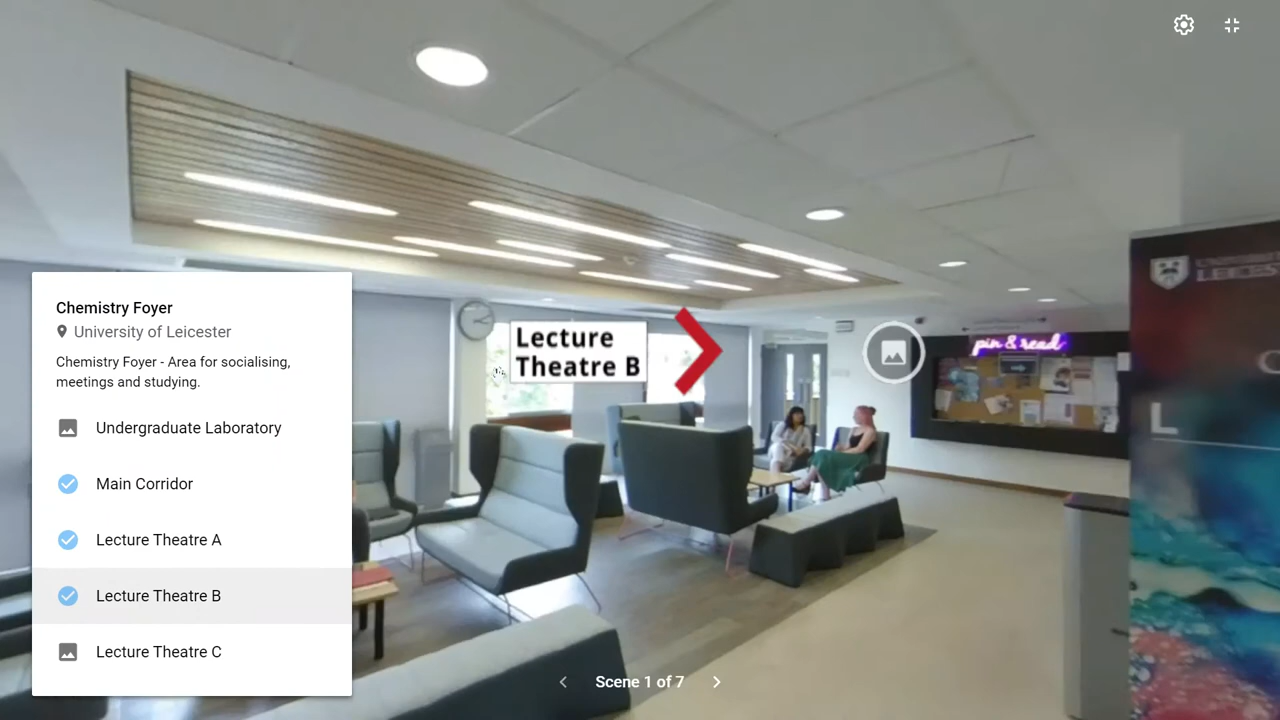 Chemistry Foyer
University of Leicester
Chemistry Foyer - Area for socialising,
meetings and studying.
Undergraduate Laboratory
Main Corridor
Lecture Theatre A
Lecture Theatre B
Lecture Theatre C
Lecture
Theatre B
pin & read
L
Scene 1 of 7